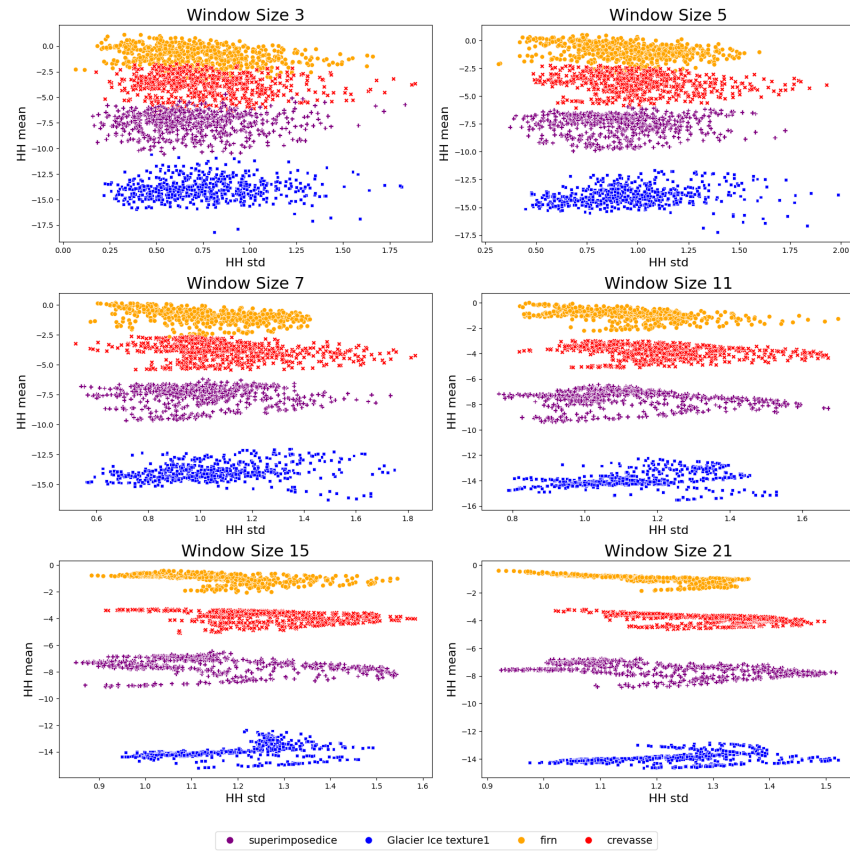 Window Size 3
Window Size 5
0.0
−2.5
−5.0
−7.5
−10.0
−12.5
−15.0
−17.5
HH mean
0.00 0.25 0.50 0.75 1.00 1.25 1.50 1.75
HH std
0.0
−2.5
−5.0
−7.5
−10.0
−12.5
−15.0
−17.5
HH mean
0.25 0.50 0.75 1.00 1.25 1.50 1.75 2.00
HH std
Window Size 7
Window Size 11
0.0
−2.5
−5.0
−7.5
−10.0
−12.5
−15.0
HH mean
0.6 0.8 1.0 1.2 1.4 1.6 1.8
HH std
0
−2
−4
−6
−8
−10
−12
−14
−16
HH mean
0.8 1.0 1.2 1.4 1.6
HH std
Window Size 15
Window Size 21
0
−2
−4
−6
−8
−10
−12
−14
HH mean
0.9 1.0 1.1 1.2 1.3 1.4 1.5 1.6
HH std
0
−2
−4
−6
−8
−10
−12
−14
HH mean
0.9 1.0 1.1 1.2 1.3 1.4 1.5
HH std
superimposedice Glacier Ice texture1 firn crevasse